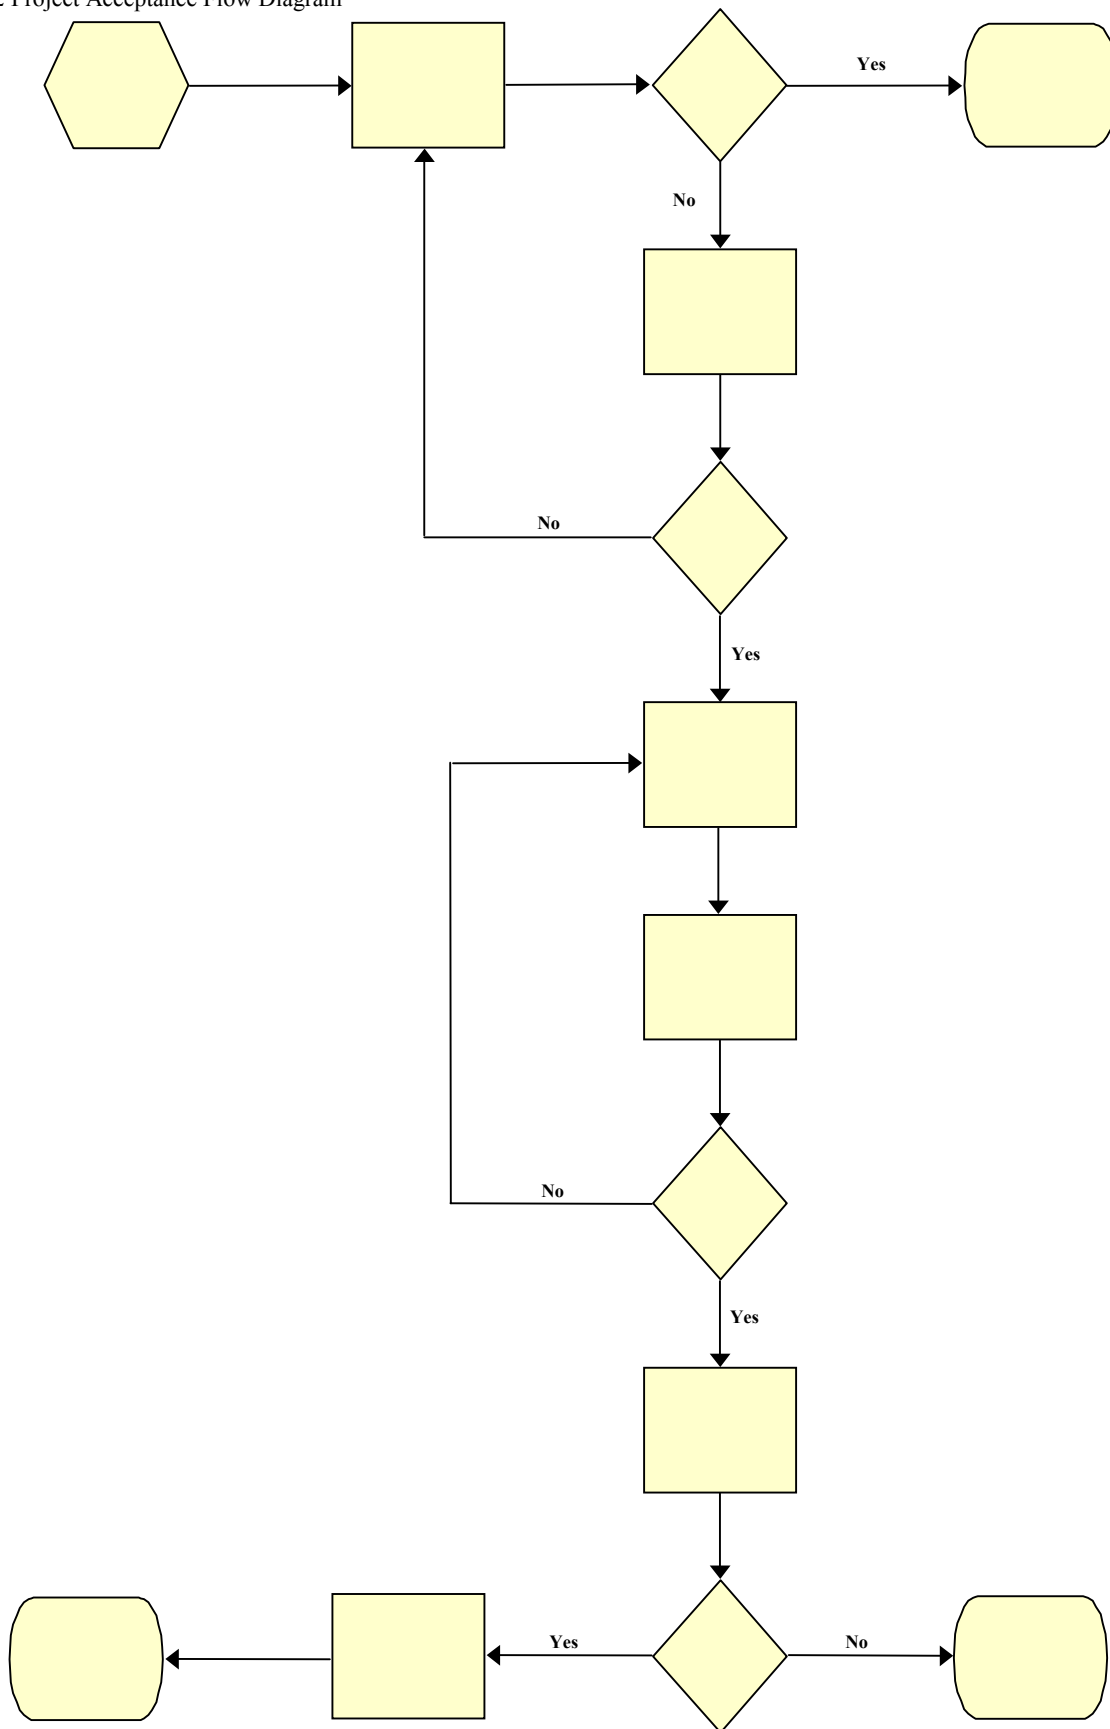 Project Acceptance Flow Diagram
Yes
No
No
Yes
No
Yes
Yes
No